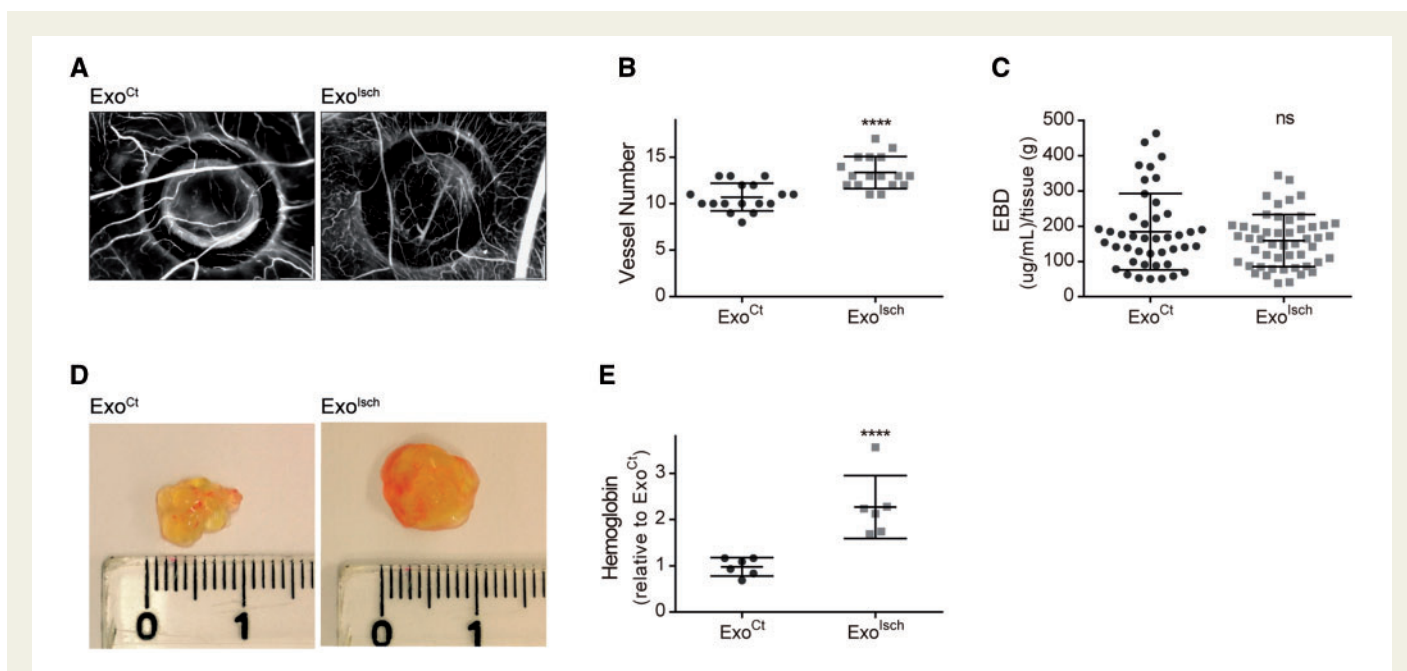 A
Exo^Ct
Exo^Isch
B
Vessel Number
15
10
5
0
****
Exo^Ct
Exo^Isch
C
EBD
(ug/mL)/tissue (g)
500
400
300
200
100
0
ns
Exo^Ct
Exo^Isch
D
Exo^Ct
Exo^Isch
0 1
0 1
E
Hemoglobin
(relative to Exo^Ct)
3
2
1
0
****
Exo^Ct
Exo^Isch